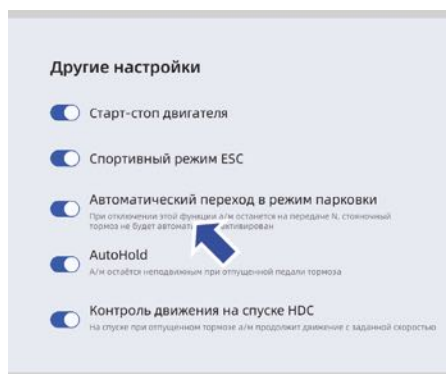 Другие настройки
Старт-стоп двигателя
Спортивный режим ESC
Автоматический переход в режим парковки
При отключении этой функции а/м останется на передаче N, стояночный
тормоз не будет автомати активирован
AutoHold
А/м остаётся неподвижным при отпущенной педали тормоза
Контроль движения на спуске HDC
На спуске при отпущенном тормозе а/м продолжит движение с заданной скоростью